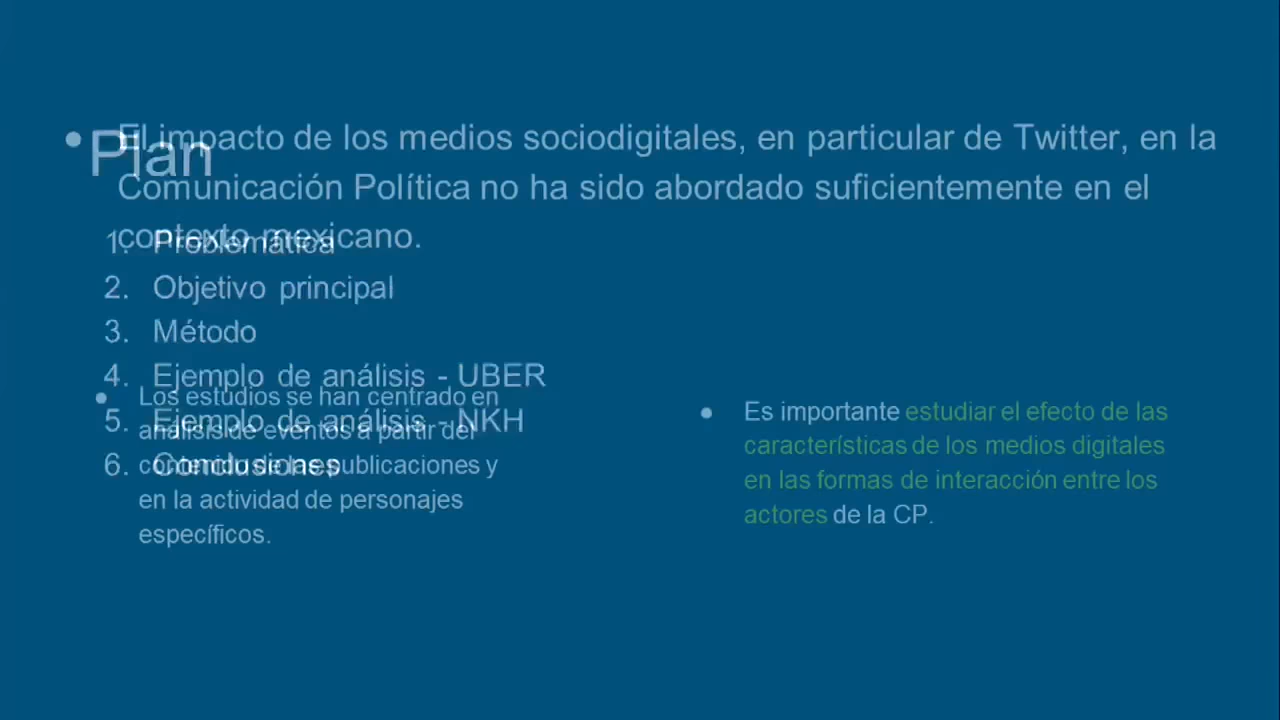 Plan
1. Problemática
2. Objetivo principal
3. Método
4. Ejemplo de análisis - UBER
5. Ejemplo de análisis - NKH
6. Conclusiones
● El impacto de los medios sociodigitales, en particular de Twitter, en la
Comunicación Política no ha sido abordado suficientemente en el
contexto mexicano.
● Los estudios se han centrado en
análisis de eventos a partir del
contenido de las publicaciones y
en la actividad de personajes
específicos.
● Es importante estudiar el efecto de las
características de los medios digitales
en las formas de interacción entre los
actores de la CP.